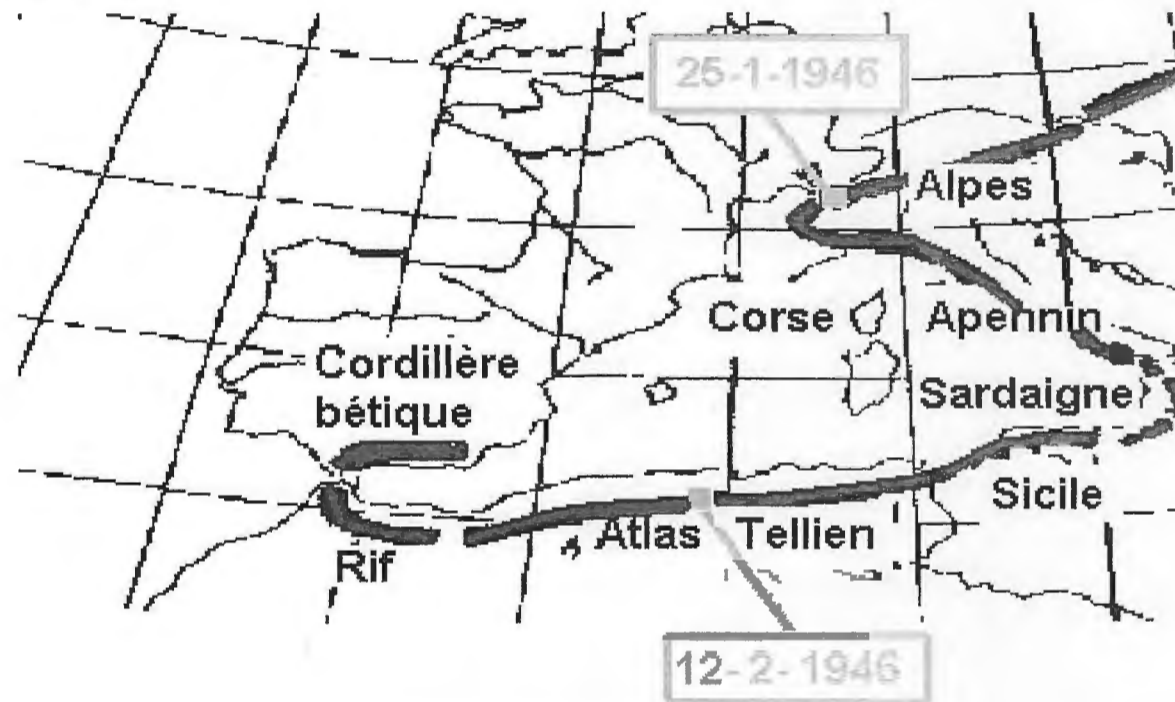 25-1-1946
Alpes
Corse
Apennin
Cordillère
bétique
Sardaigne
Sicile
Atlas Tellien
Rif
12-2-1946